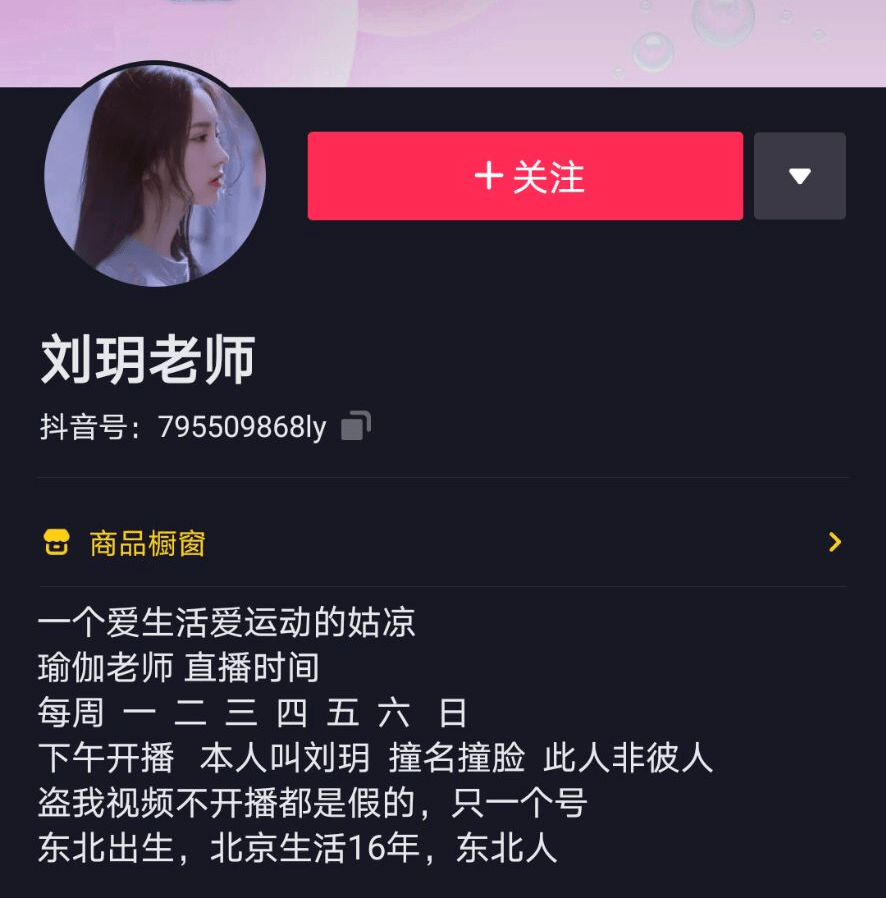 +关注
刘玥老师
抖音号：795509868ly
商品橱窗
一个爱生活爱运动的姑凉
瑜伽老师 直播时间
每周 一 二 三 四 五 六 日
下午开播 本人叫刘玥 撞名撞脸 此人非彼人
盗我视频不开播都是假的，只一个号
东北出生，北京生活16年，东北人